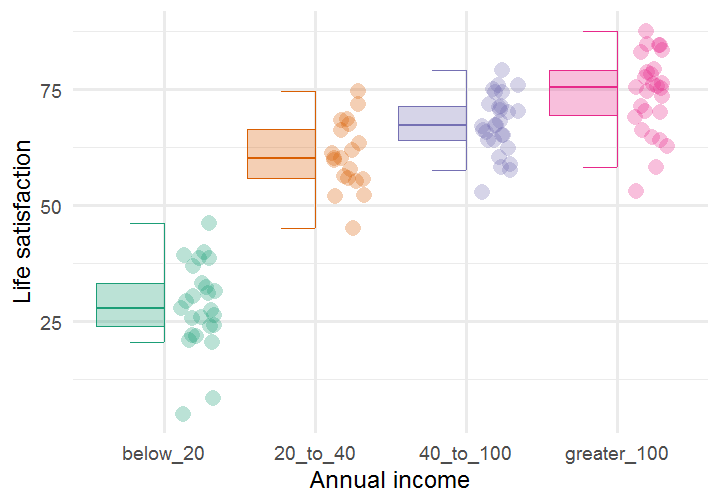 Life satisfaction
75
50
25
below_20 20_to_40 40_to_100 greater_100
Annual income